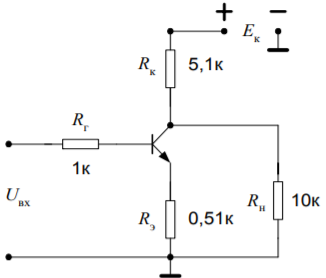 + Eк −
Rк 5,1к
Rг
1к
Uвх
Rэ 0,51к
Rн 10к